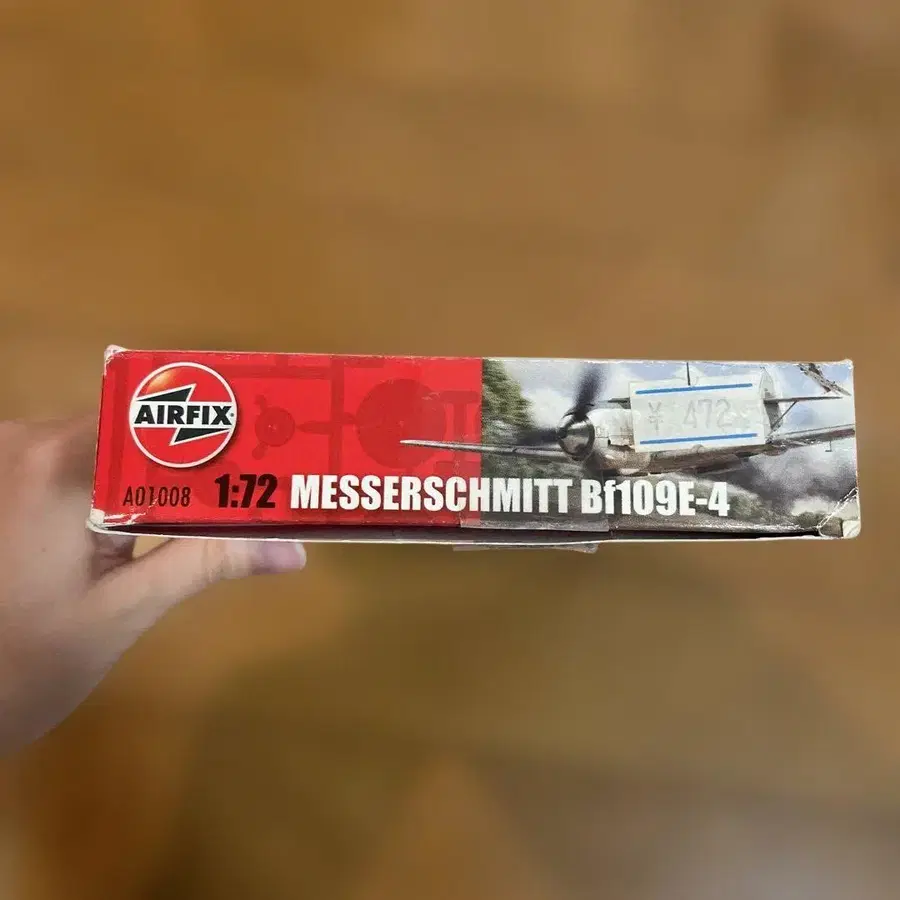 AIRFIX
¥ 472
A01008 1:72 MESSERSCHMITT Bf109E-4